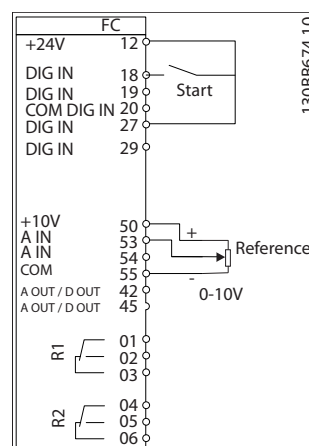 FC
+24V 12
DIG IN 18
DIG IN 19
COM DIG IN 20
DIG IN 27
DIG IN 29
Start
+10V 50
A IN 53
A IN 54
COM 55
A OUT / D OUT 42
A OUT / D OUT 45
+
-
Reference
0-10V
R1
01
02
03
R2
04
05
06
130BB674.10